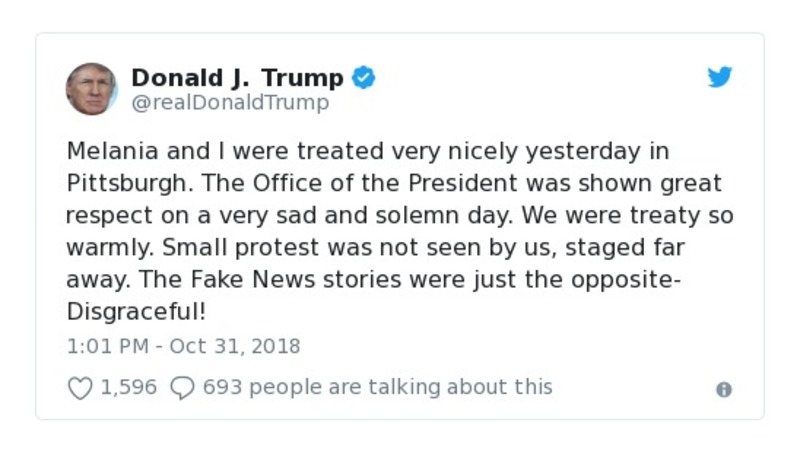 Donald J. Trump
@realDonaldTrump
Melania and I were treated very nicely yesterday in
Pittsburgh. The Office of the President was shown great
respect on a very sad and solemn day. We were treaty so
warmly. Small protest was not seen by us, staged far
away. The Fake News stories were just the opposite-
Disgraceful!
1:01 PM - Oct 31, 2018
1,596 693 people are talking about this